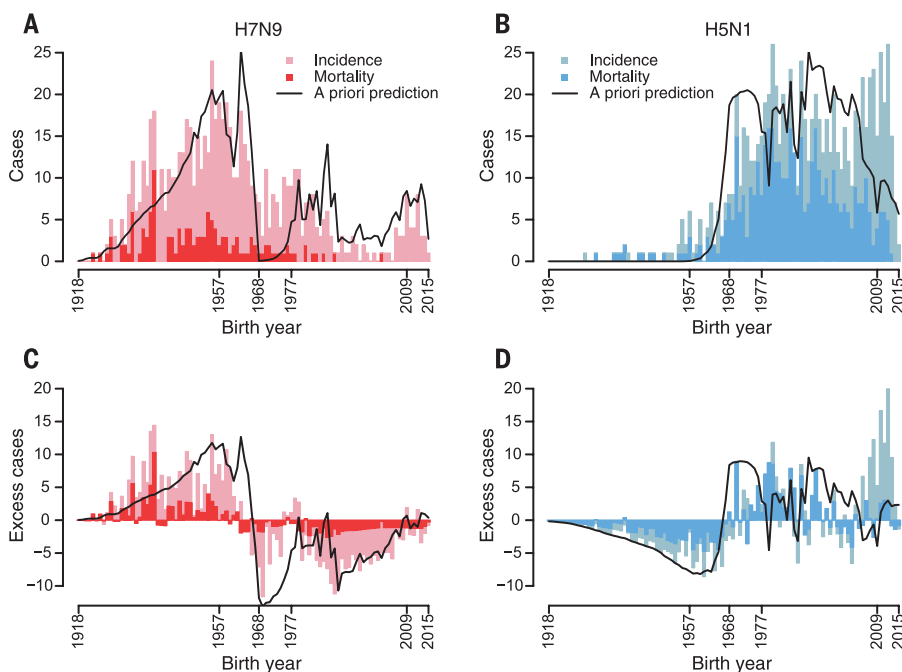 A
H7N9
25
20
15
10
5
0
Cases
Incidence
Mortality
A priori prediction
1918
1957
1968
1977
2009
2015
Birth year
B
H5N1
25
20
15
10
5
0
Cases
Incidence
Mortality
A priori prediction
1918
1957
1968
1977
2009
2015
Birth year
C
20
15
10
5
0
−5
−10
Excess cases
1918
1957
1968
1977
2009
2015
Birth year
D
20
15
10
5
0
−5
−10
Excess cases
1918
1957
1968
1977
2009
2015
Birth year